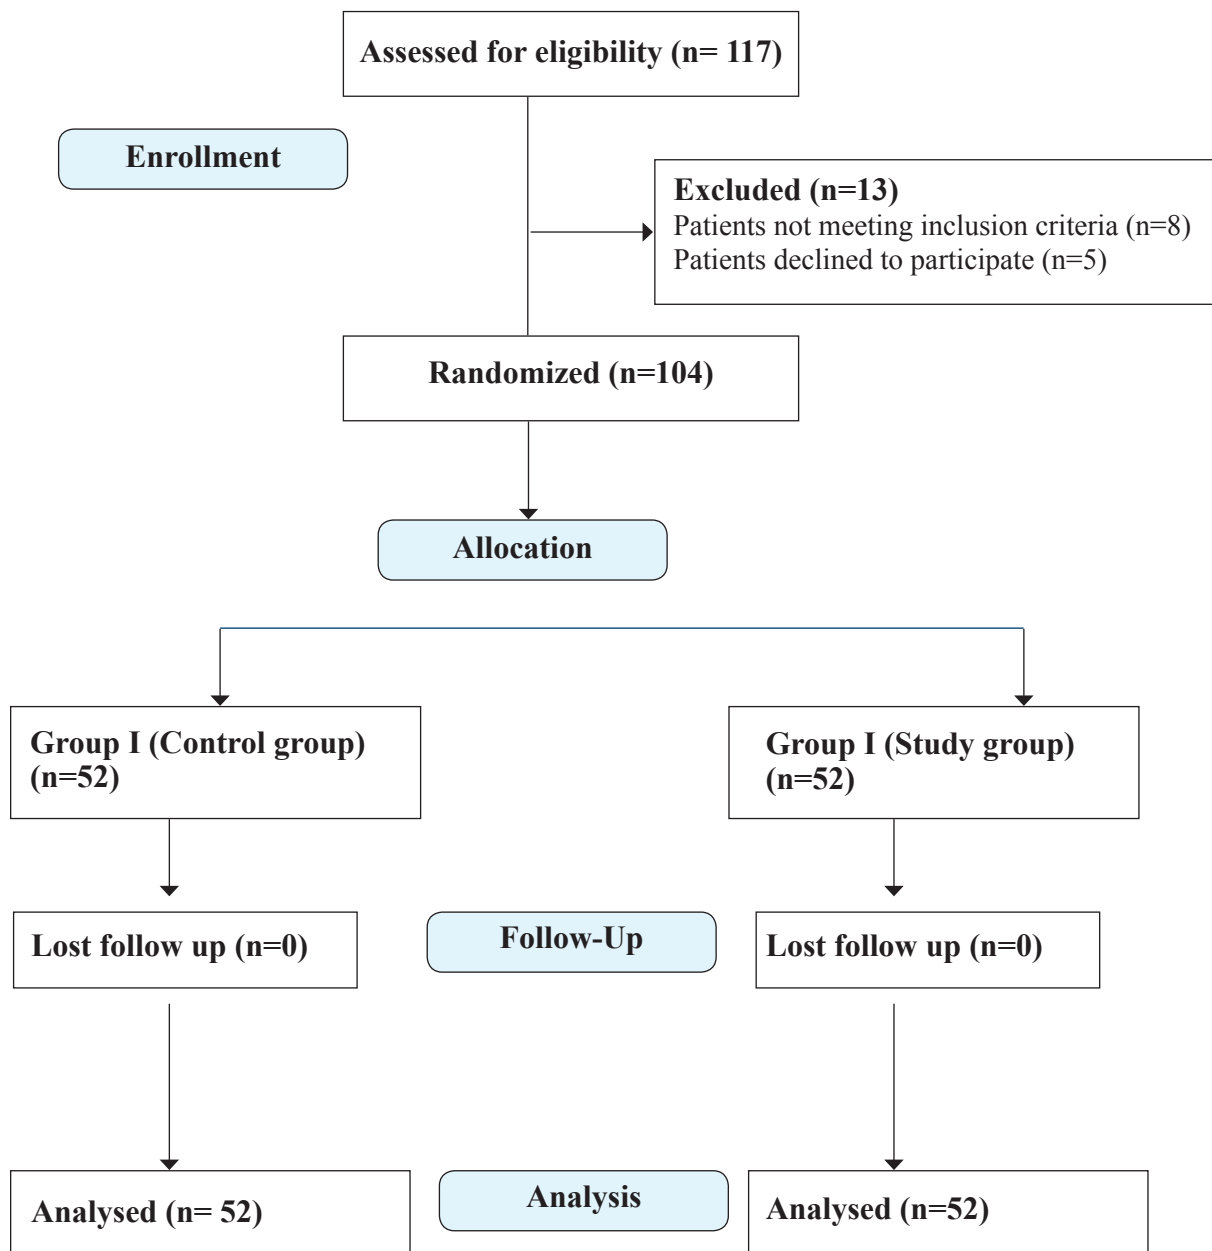 Assessed for eligibility (n= 117)
Enrollment
Excluded (n=13)
Patients not meeting inclusion criteria (n=8)
Patients declined to participate (n=5)
Randomized (n=104)
Allocation
Group I (Control group)
(n=52)
Group I (Study group)
(n=52)
Lost follow up (n=0)
Follow-Up
Lost follow up (n=0)
Analysed (n= 52)
Analysis
Analysed (n=52)